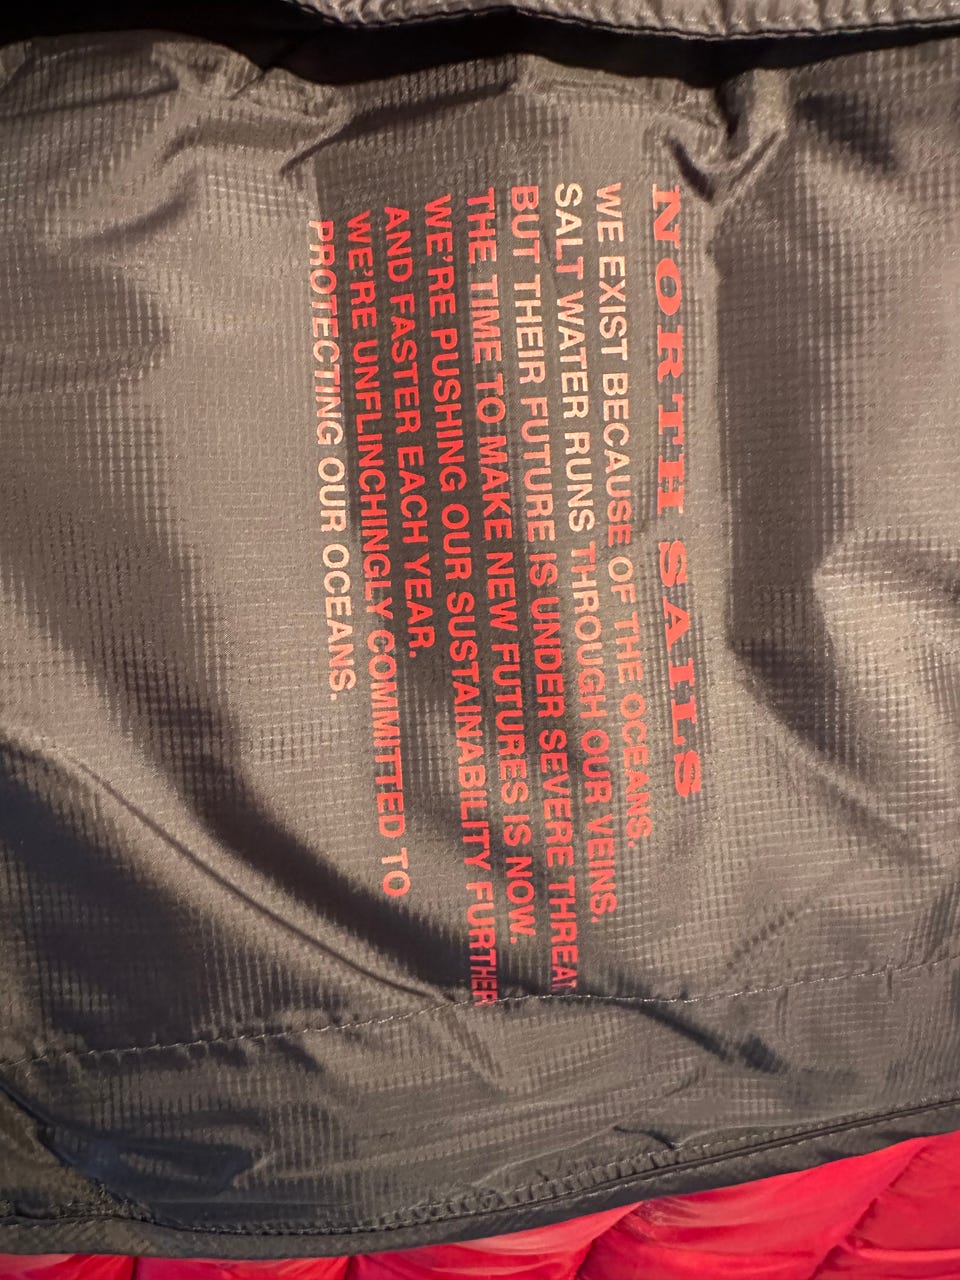 NORTH SAILS
WE EXIST BECAUSE OF THE OCEANS.
SALT WATER RUNS THROUGH OUR VEINS.
BUT THEIR FUTURE IS UNDER SEVERE THREAT.
THE TIME TO MAKE NEW FUTURES IS NOW.
WE'RE PUSHING OUR SUSTAINABILITY FURTHER
AND FASTER EACH YEAR.
WE'RE UNFLINCHINGLY COMMITTED TO
PROTECTING OUR OCEANS.